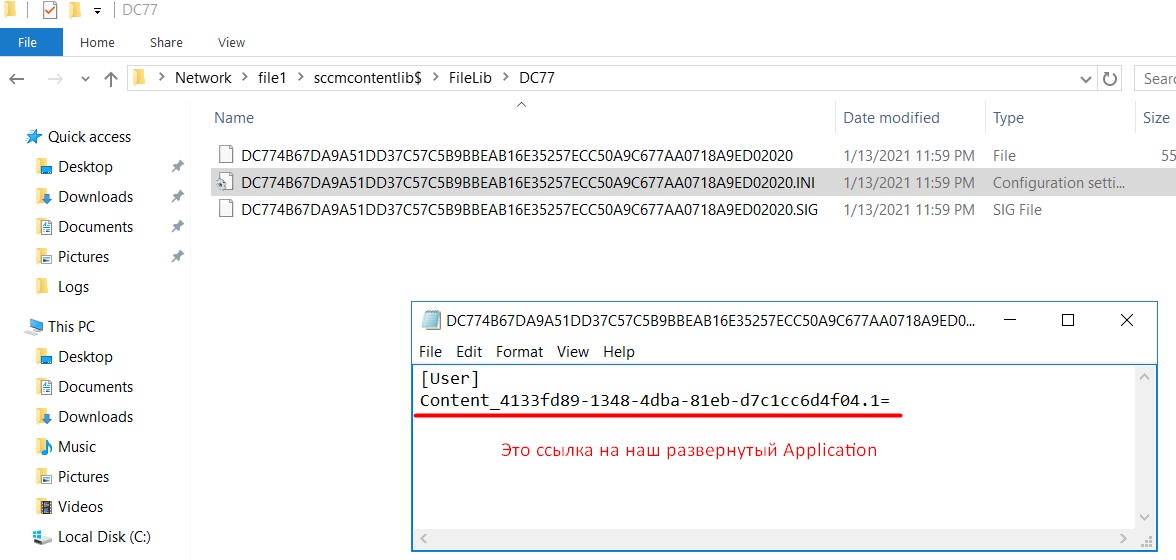 DC77
File Home Share View
Network > file1 > sccmcontentlib$ > FileLib > DC77
Sear
Name Date modified Type Size
Quick access
Desktop
Downloads
Documents
Pictures
Logs
This PC
Desktop
Documents
Downloads
Music
Pictures
Videos
Local Disk (C:)
DC774B67DA9A51DD37C57C5B9BBEAB16E35257ECC50A9C677AA0718A9ED02020 1/13/2021 11:59 PM File 55
DC774B67DA9A51DD37C57C5B9BBEAB16E35257ECC50A9C677AA0718A9ED02020.INI 1/13/2021 11:59 PM Configuration setti...
DC774B67DA9A51DD37C57C5B9BBEAB16E35257ECC50A9C677AA0718A9ED02020.SIG 1/13/2021 11:59 PM SIG File
DC774B67DA9A51DD37C57C5B9BBEAB16E35257ECC50A9C677AA0718A9ED0...
File Edit Format View Help
[User]
Content_4133fd89-1348-4dba-81eb-d7c1cc6d4f04.1=
Это ссылка на наш развернутый Application